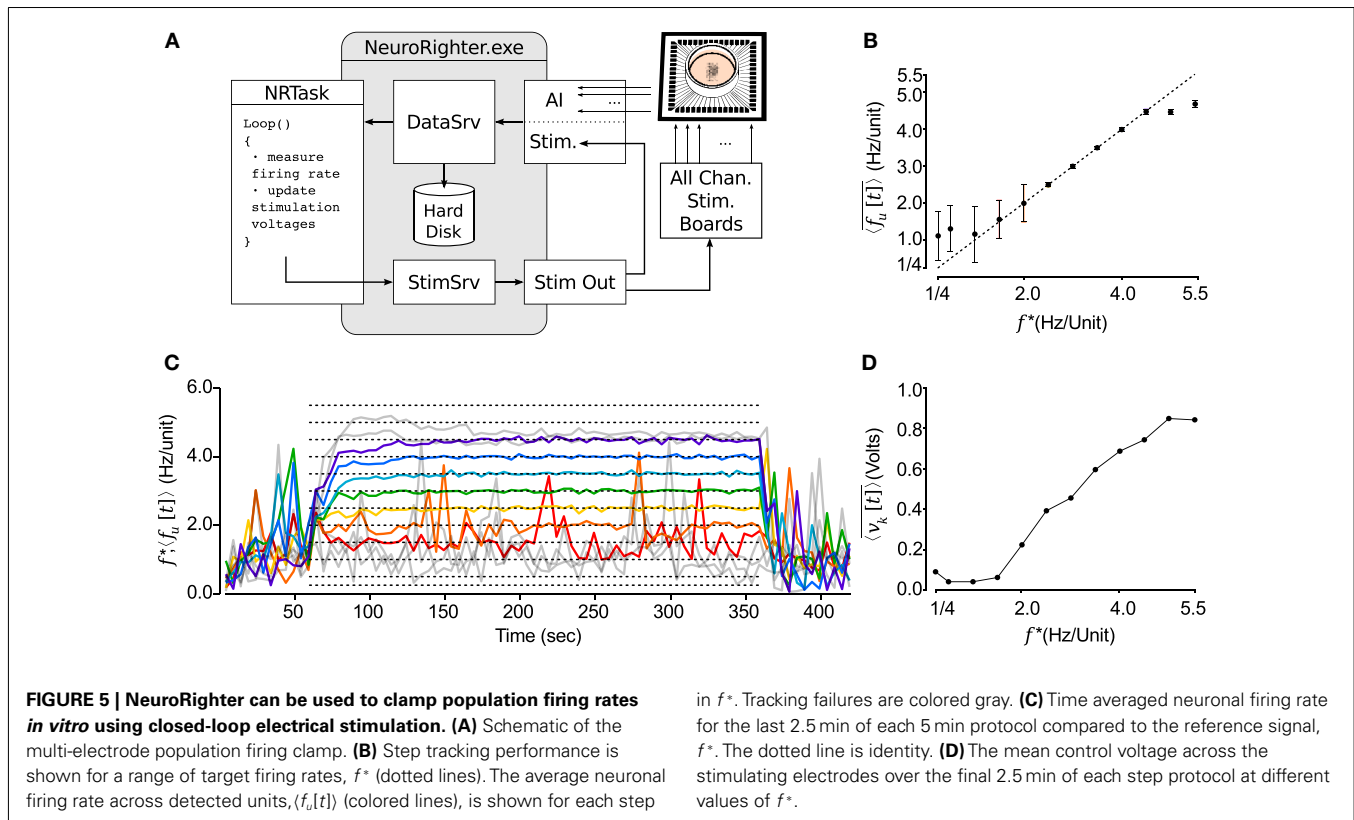 A
NeuroRighter.exe
NRTask
Loop()
{
· measure
firing rate
· update
stimulation
voltages
}
DataSrv
Hard
Disk
StimSrv
AI
...
Stim.
Stim Out
...
All Chan.
Stim.
Boards
B
⟨f_u [t]⟩ (Hz/unit)
5.5
5.0
4.0
3.0
2.0
1.0
1/4
1/4 2.0 4.0 5.5
f*(Hz/Unit)
C
f*;⟨f_u [t]⟩ (Hz/unit)
6.0
4.0
2.0
0.0
50 100 150 200 250 300 350 400
Time (sec)
D
⟨v_k [t]⟩(Volts)
1.0
0.8
0.6
0.4
0.2
0.0
1/4 2.0 4.0 5.5
f*(Hz/Unit)
FIGURE 5 | NeuroRighter can be used to clamp population firing rates
in vitro using closed-loop electrical stimulation. (A) Schematic of the
multi-electrode population firing clamp. (B) Step tracking performance is
shown for a range of target firing rates, f* (dotted lines). The average neuronal
firing rate across detected units, ⟨f_u[t]⟩ (colored lines), is shown for each step
in f*. Tracking failures are colored gray. (C) Time averaged neuronal firing rate
for the last 2.5 min of each 5 min protocol compared to the reference signal,
f*. The dotted line is identity. (D) The mean control voltage across the
stimulating electrodes over the final 2.5 min of each step protocol at different
values of f*.